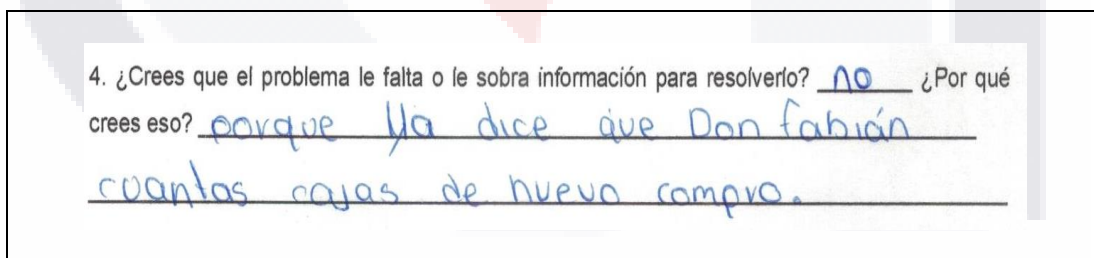 4. ¿Crees que el problema le falta o le sobra información para resolverlo? no ¿Por qué
crees eso? porque ya dice que Don fabián
cuantas cajas de nuevo compro.